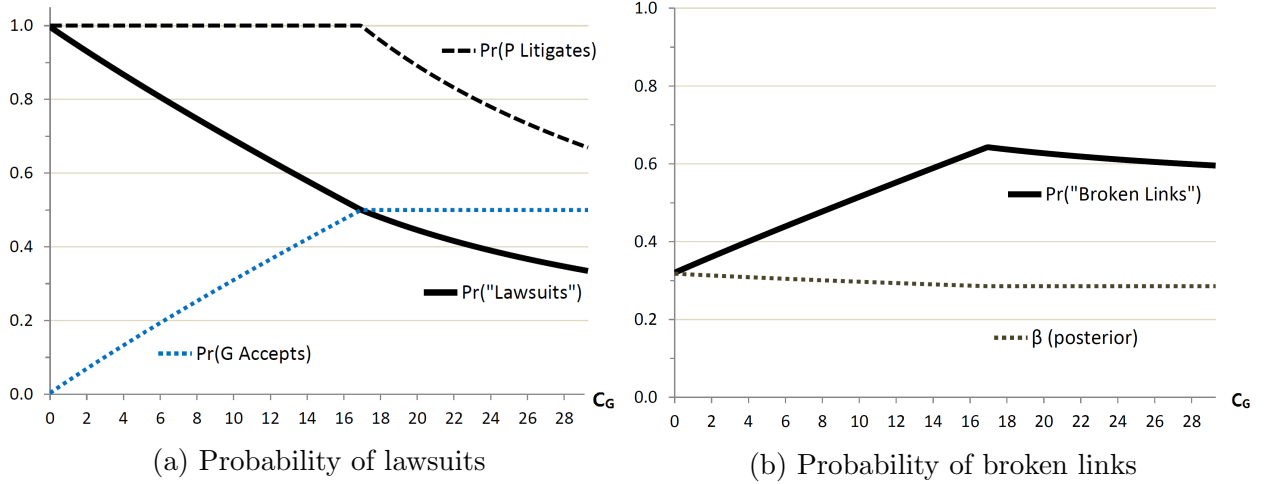 1.0
0.8
0.6
0.4
0.2
0.0
Pr(P Litigates)
Pr("Lawsuits")
Pr(G Accepts)
0 2 4 6 8 10 12 14 16 18 20 22 24 26 28 C_G
(a) Probability of lawsuits
1.0
0.8
0.6
0.4
0.2
0.0
Pr("Broken Links")
β (posterior)
0 2 4 6 8 10 12 14 16 18 20 22 24 26 28 C_G
(b) Probability of broken links